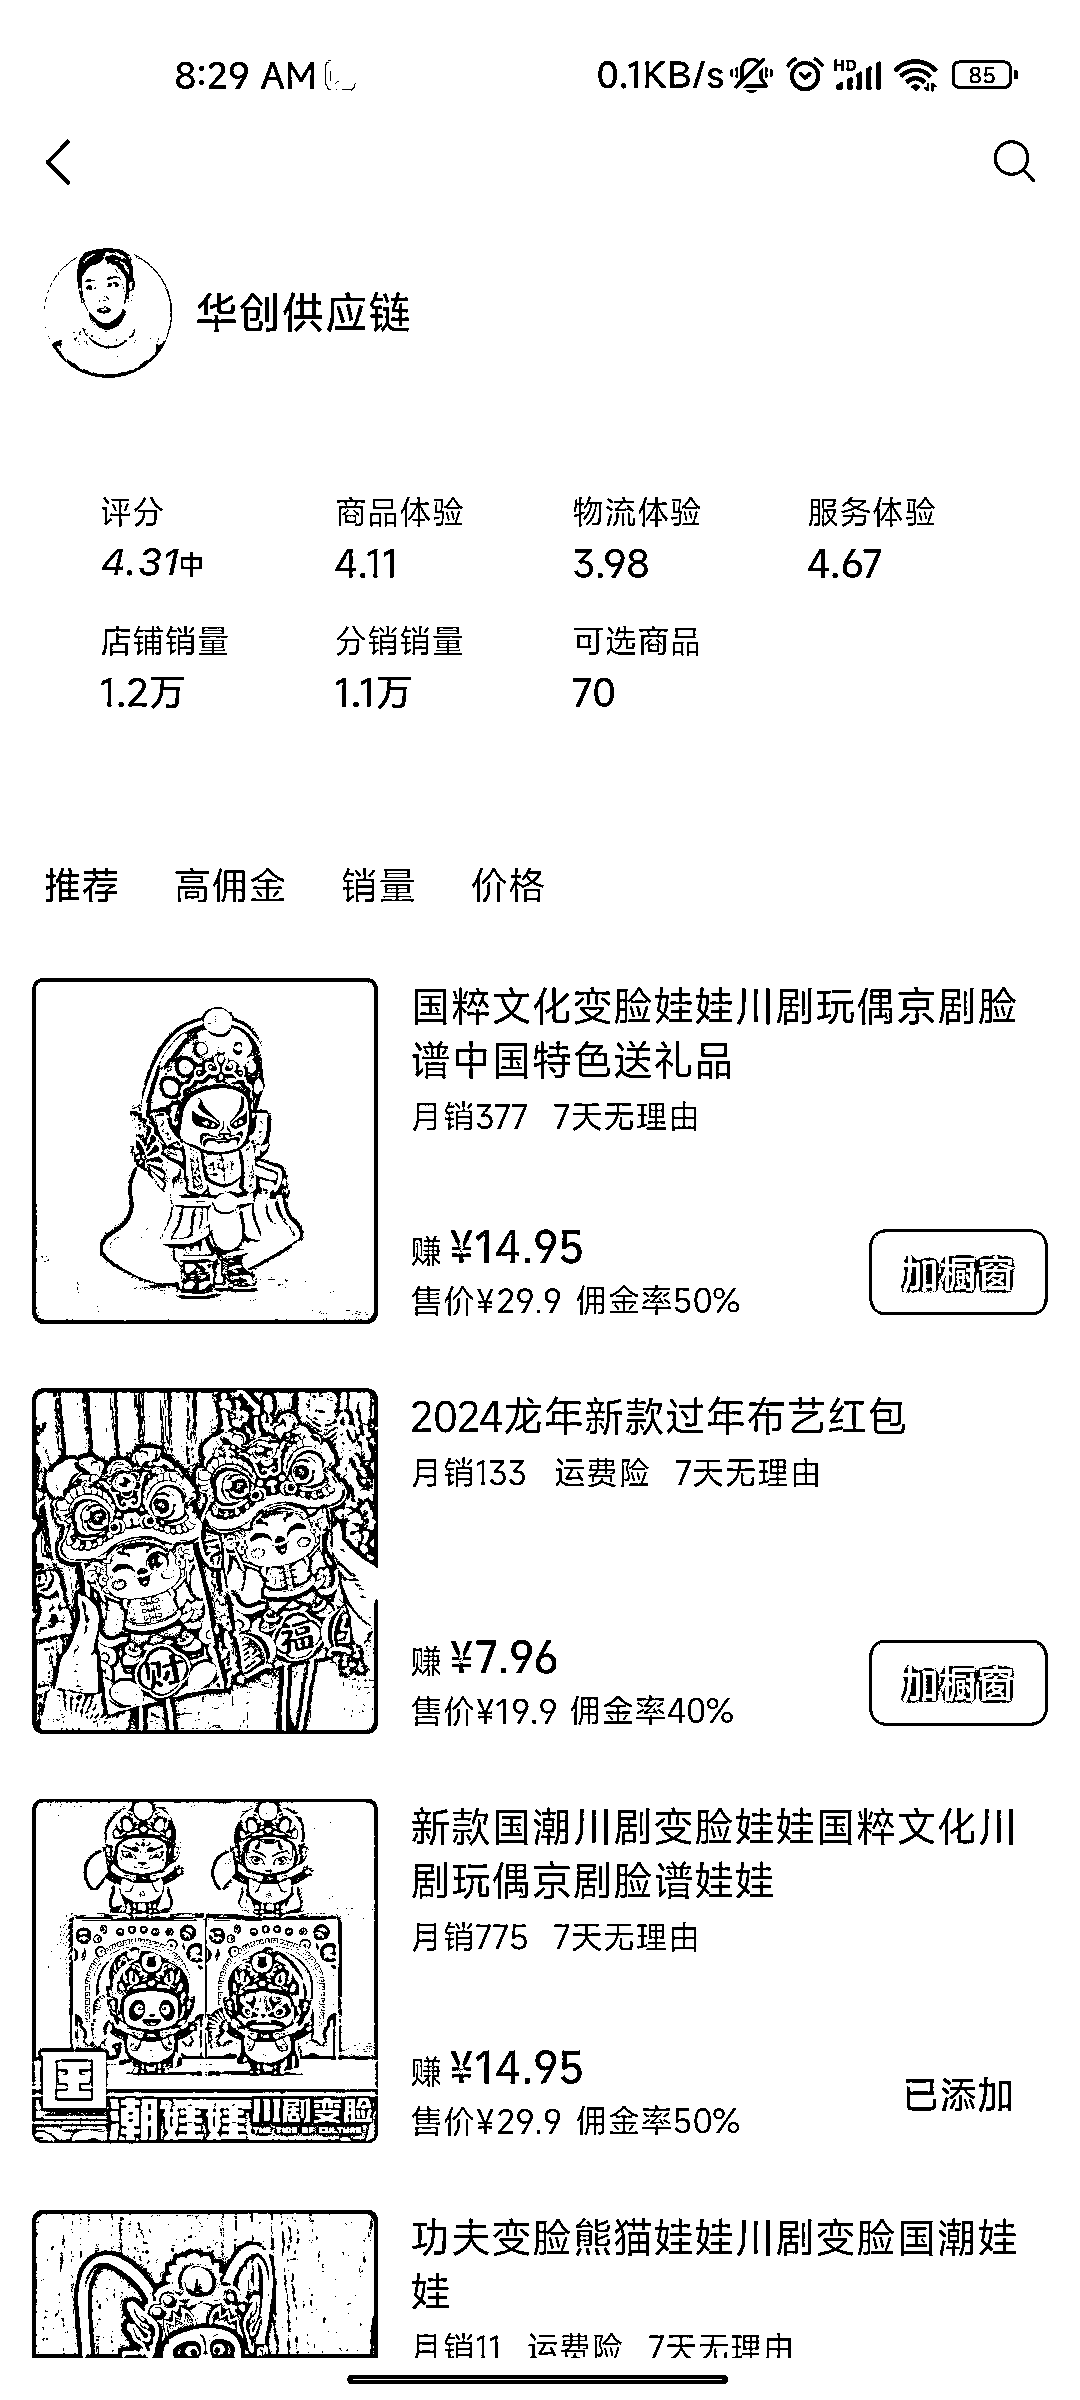 8:29 AM
0.1KB/s HD 85
华创供应链
评分 商品体验 物流体验 服务体验
4.31中 4.11 3.98 4.67
店铺销量 分销销量 可选商品
1.2万 1.1万 70
推荐 高佣金 销量 价格
国粹文化变脸娃娃川剧玩偶京剧脸
谱中国特色送礼品
月销377 7天无理由
赚 ¥14.95
售价¥29.9 佣金率50%
加橱窗
2024龙年新款过年布艺红包
月销133 运费险 7天无理由
财 福
赚 ¥7.96
售价¥19.9 佣金率40%
加橱窗
新款国潮川剧变脸娃娃国粹文化川
剧玩偶京剧脸谱娃娃
月销775 7天无理由
川剧变脸
赚 ¥14.95
售价¥29.9 佣金率50%
已添加
功夫变脸熊猫娃娃川剧变脸国潮娃
娃
月销11 运费险 7天无理由